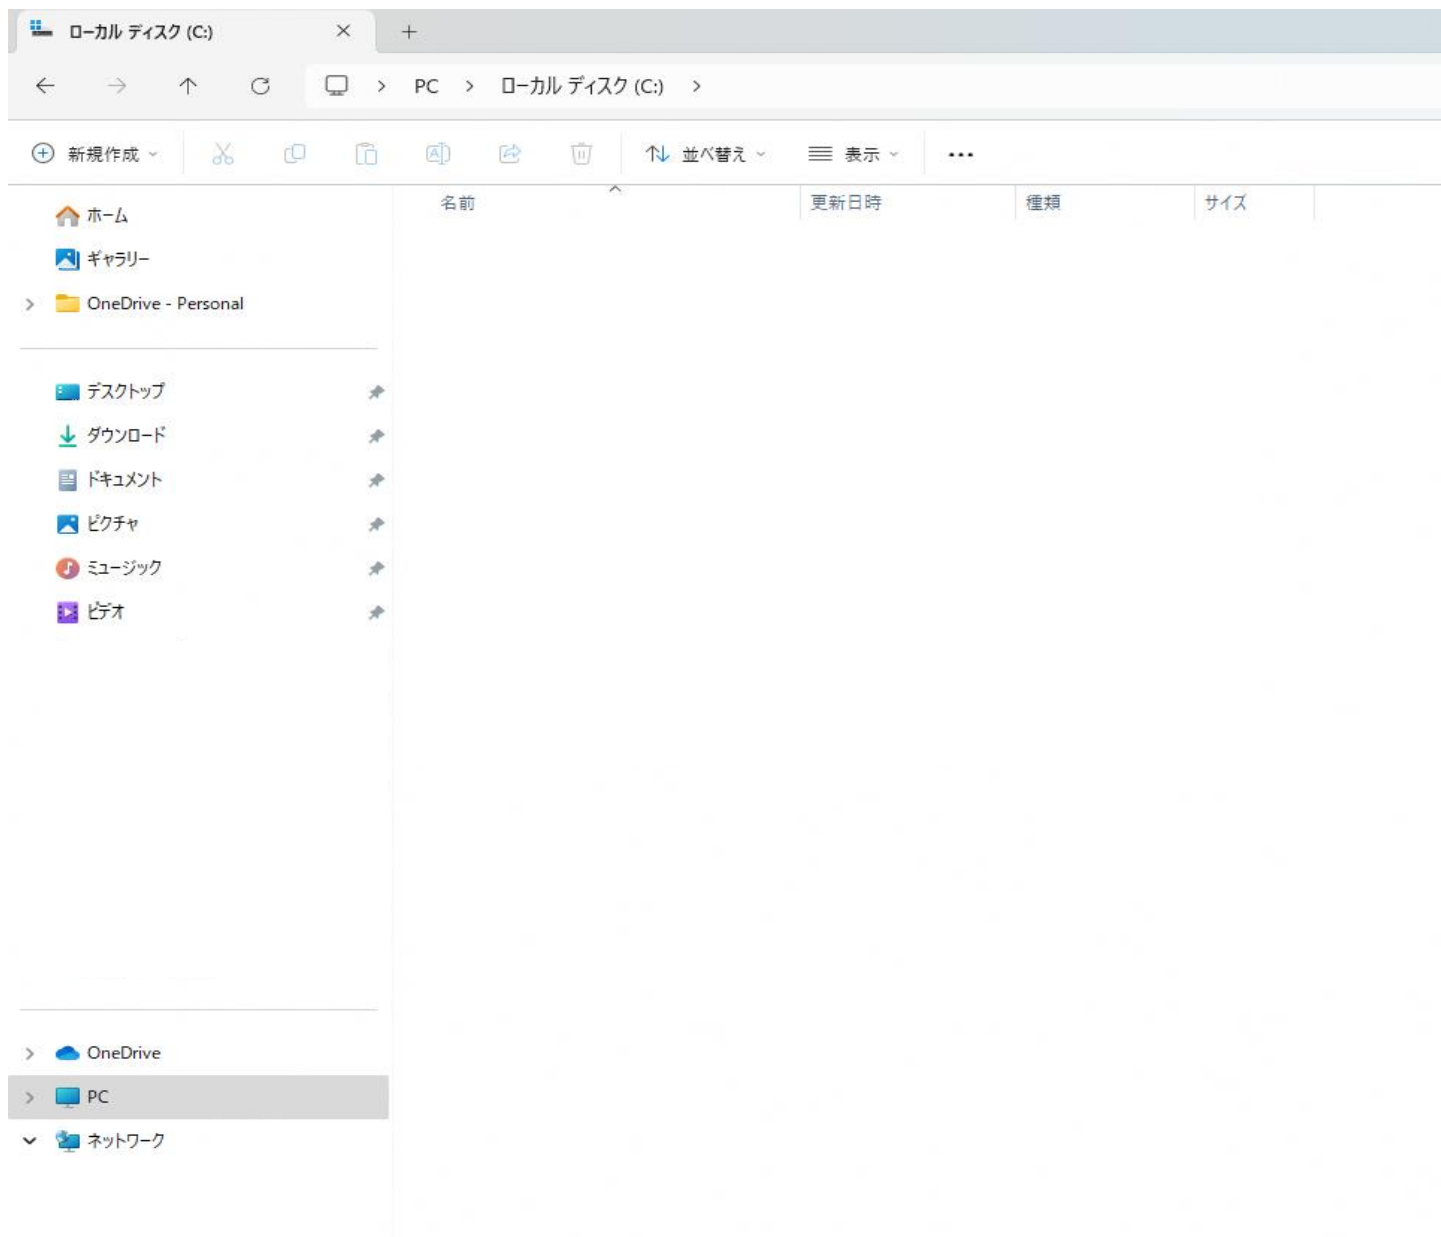 ローカル ディスク (C:)
PC > ローカル ディスク (C:) >
新規作成 並べ替え 表示
名前 更新日時 種類 サイズ
ホーム
ギャラリー
OneDrive - Personal
デスクトップ
ダウンロード
ドキュメント
ピクチャ
ミュージック
ビデオ
OneDrive
PC
ネットワーク